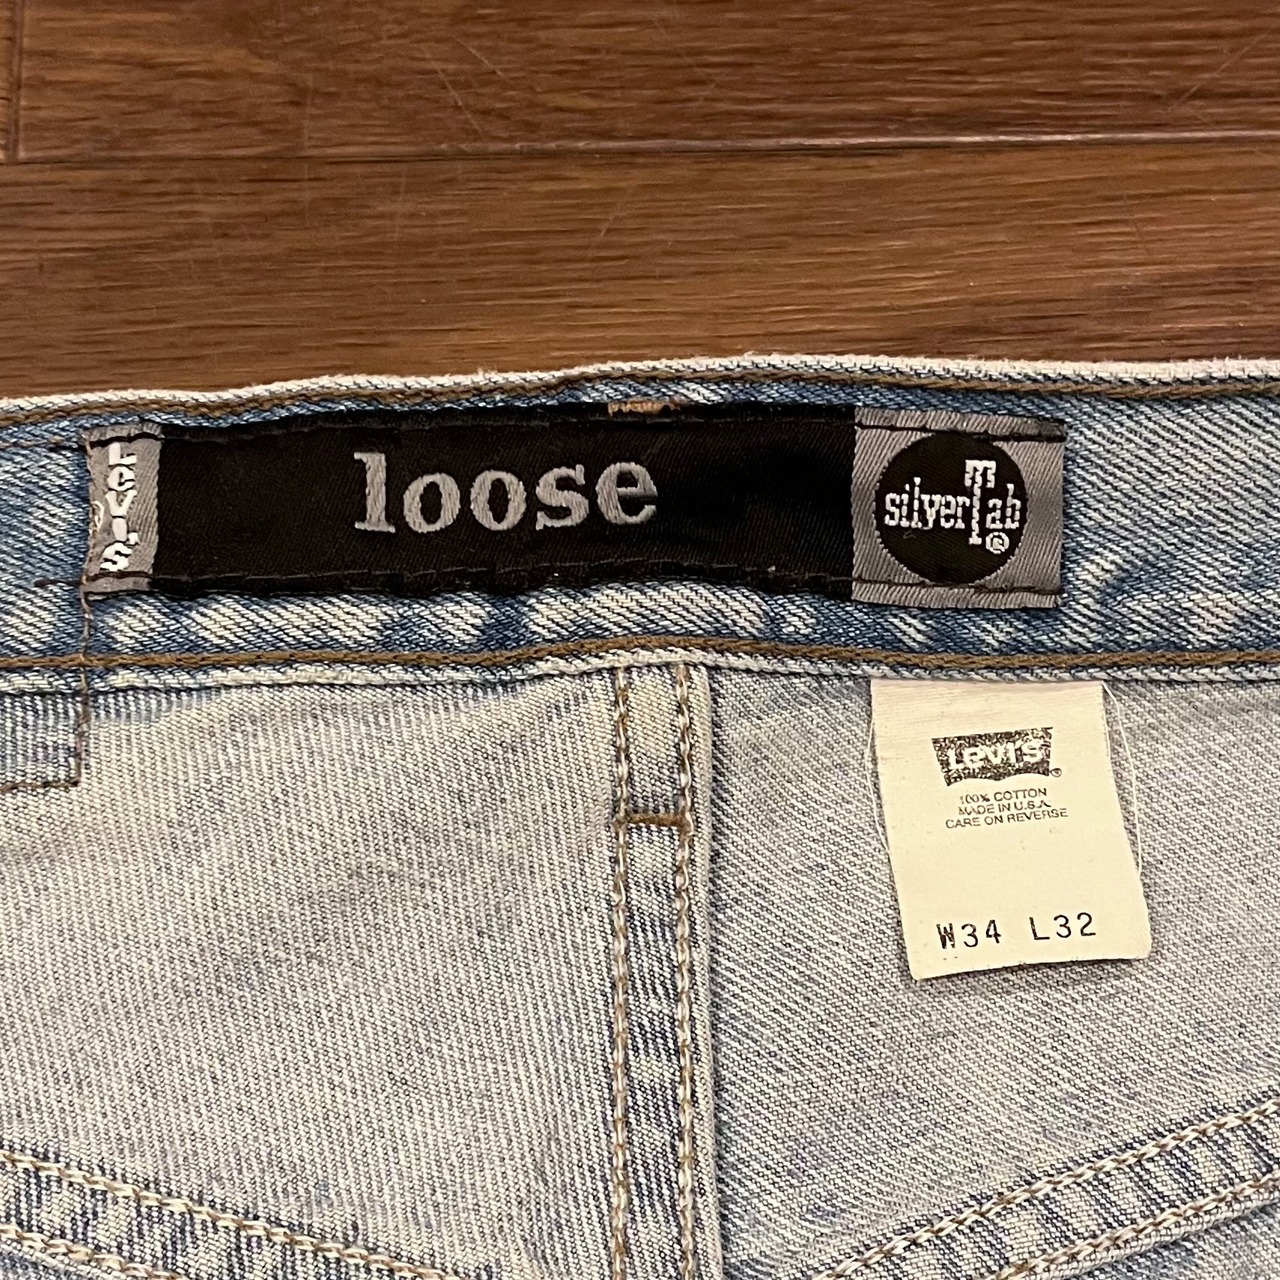 Levi's
loose
silverTab®
Levi's®
100% COTTON
MADE IN U.S.A.
CARE ON REVERSE
W34 L32